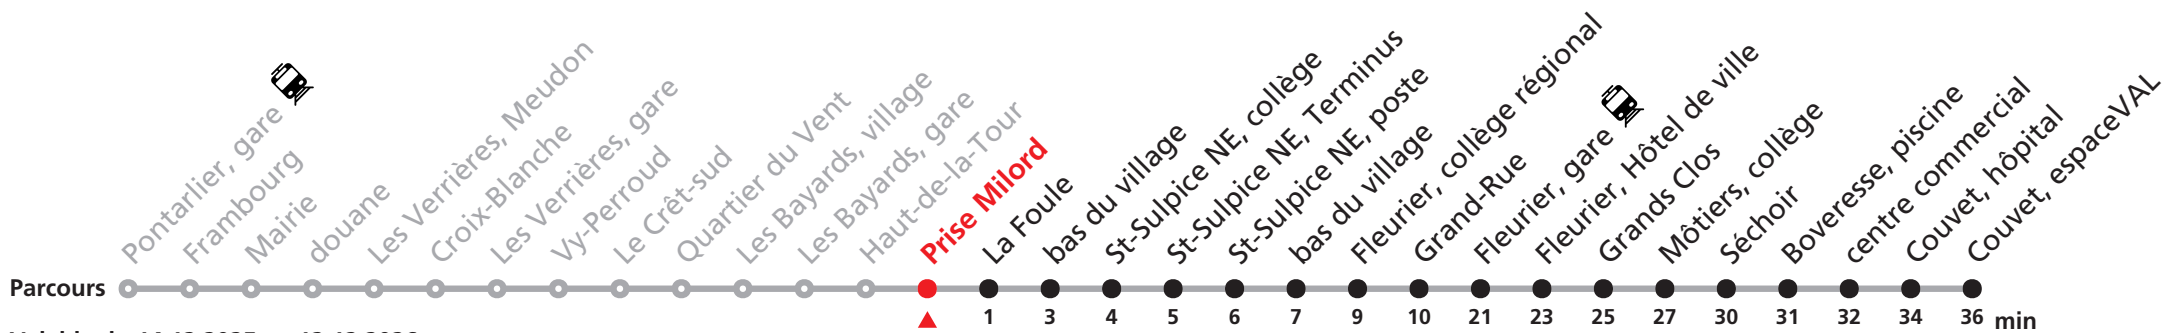 Pontarlier, gare
Frambourg
Mairie
douane
Les Verrières, Meudon
Croix-Blanche
Les Verrières, gare
Vy-Perroud
Le Crêt-sud
Quartier du Vent
Les Bayards, village
Les Bayards, gare
Haut-de-la-Tour
Prise Milord
La Foule
bas du village
St-Sulpice NE, collège
St-Sulpice NE, Terminus
St-Sulpice NE, poste
bas du village
Fleurier, collège régional
Grand-Rue
Fleurier, gare
Fleurier, Hôtel de ville
Grands Clos
Môtiers, collège
Séchoir
Boveresse, piscine
centre commercial
Couvet, hôpital
Couvet, espaceVAL
Parcours
1 3 4 5 6 7 9 10 21 23 25 27 30 31 32 34 36 min